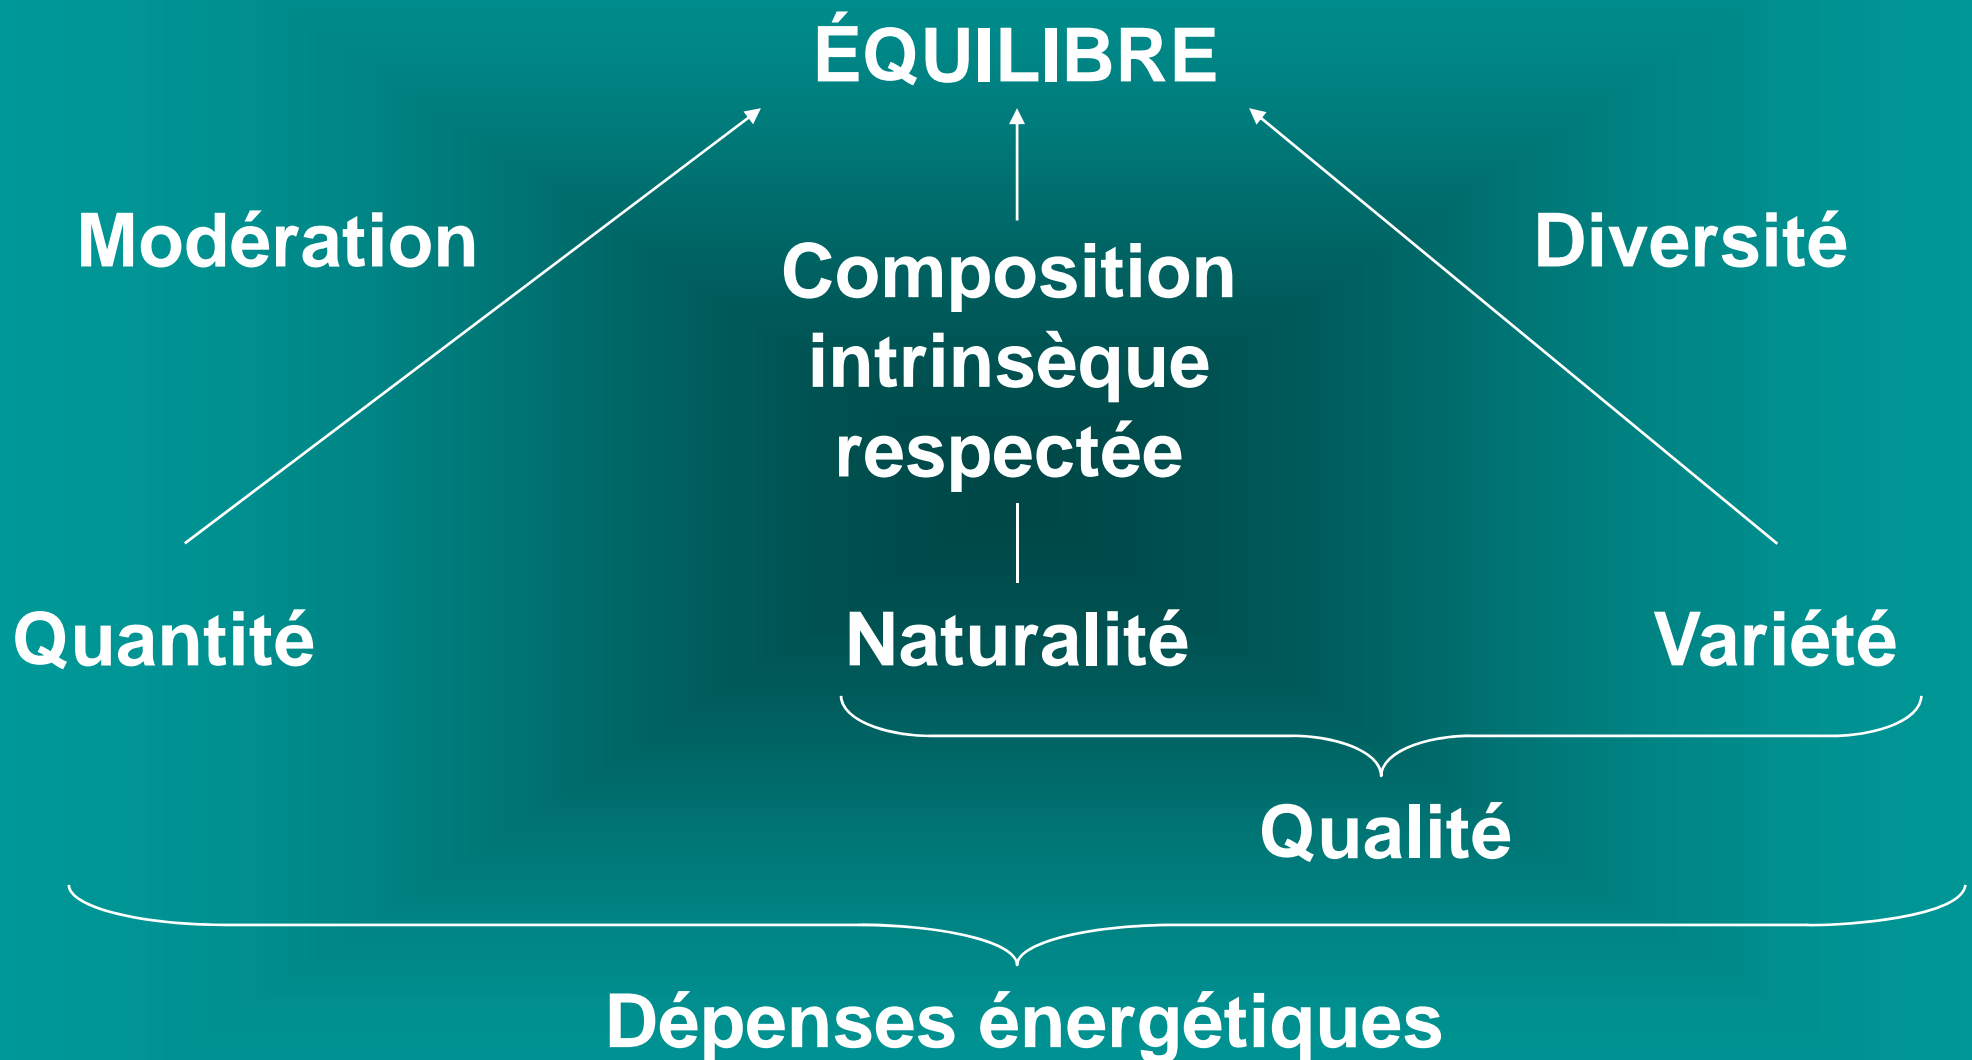 ÉQUILIBRE
Modération
Diversité
Composition
intrinsèque
respectée
Quantité
Naturalité
Variété
Qualité
Dépenses énergétiques